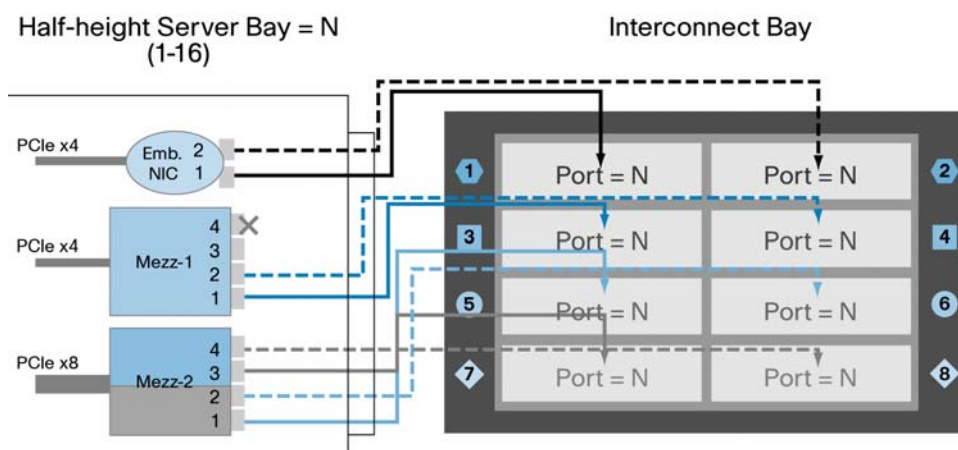 Half-height Server Bay = N
(1-16)
Interconnect Bay
PCIe x4
Emb. 2
NIC 1
PCIe x4
Mezz-1
4
3
2
1
PCIe x8
Mezz-2
4
3
2
1
1
Port = N
Port = N
2
3
Port = N
Port = N
4
5
Port = N
Port = N
6
7
Port = N
Port = N
8